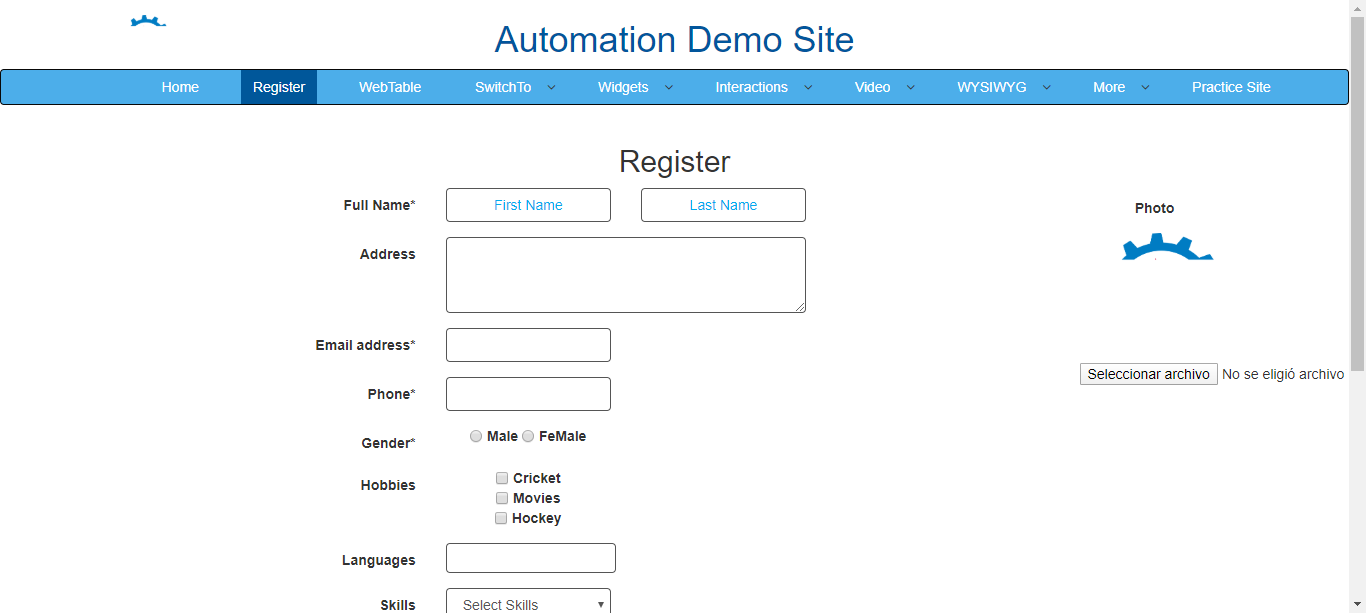 Automation Demo Site
Home Register WebTable SwitchTo Widgets Interactions Video WYSIWYG More Practice Site
Register
Full Name* First Name Last Name
Photo
Address
Email address*
Seleccionar archivo No se eligió archivo
Phone*
Gender* Male FeMale
Hobbies Cricket
Movies
Hockey
Languages
Skills Select Skills